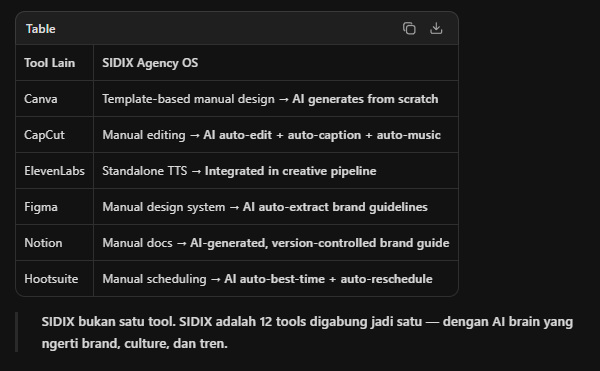 Table
Tool Lain SIDIX Agency OS
Canva Template-based manual design → AI generates from scratch
CapCut Manual editing → AI auto-edit + auto-caption + auto-music
ElevenLabs Standalone TTS → Integrated in creative pipeline
Figma Manual design system → AI auto-extract brand guidelines
Notion Manual docs → AI-generated, version-controlled brand guide
Hootsuite Manual scheduling → AI auto-best-time + auto-reschedule
SIDIX bukan satu tool. SIDIX adalah 12 tools digabung jadi satu — dengan AI brain yang
ngerti brand, culture, dan tren.